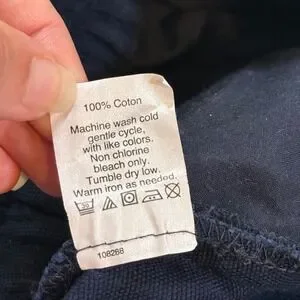 100% Coton
Machine wash cold
gentle cycle,
with like colors.
Non chlorine
bleach only.
Tumble dry low.
Warm iron as needed.
108288